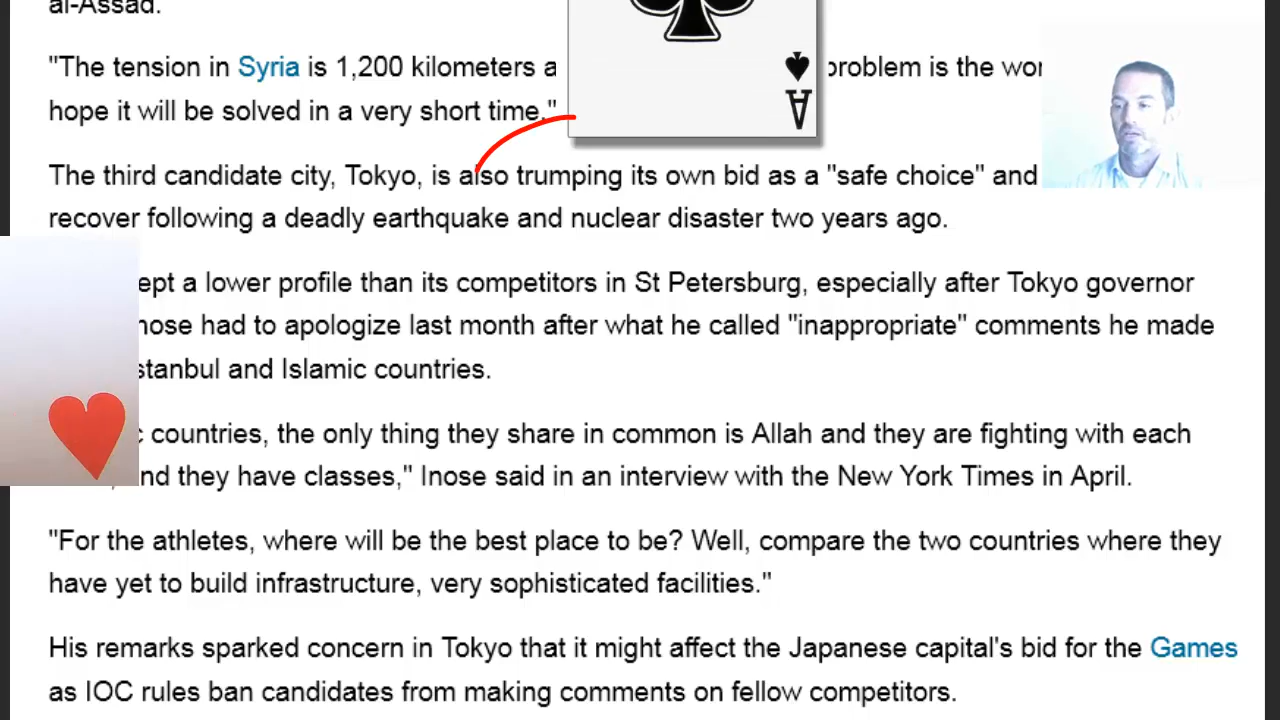 al-Assad.
"The tension in Syria is 1,200 kilometers a
problem is the wor
hope it will be solved in a very short time."
A
The third candidate city, Tokyo, is also trumping its own bid as a "safe choice" and
recover following a deadly earthquake and nuclear disaster two years ago.
ept a lower profile than its competitors in St Petersburg, especially after Tokyo governor
nose had to apologize last month after what he called "inappropriate" comments he made
stanbul and Islamic countries.
c countries, the only thing they share in common is Allah and they are fighting with each
nd they have classes," Inose said in an interview with the New York Times in April.
"For the athletes, where will be the best place to be? Well, compare the two countries where they
have yet to build infrastructure, very sophisticated facilities."
His remarks sparked concern in Tokyo that it might affect the Japanese capital's bid for the Games
as IOC rules ban candidates from making comments on fellow competitors.